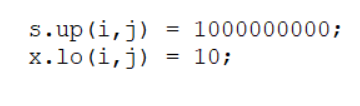 s.up(i,j) = 1000000000;
x.lo(i,j) = 10;